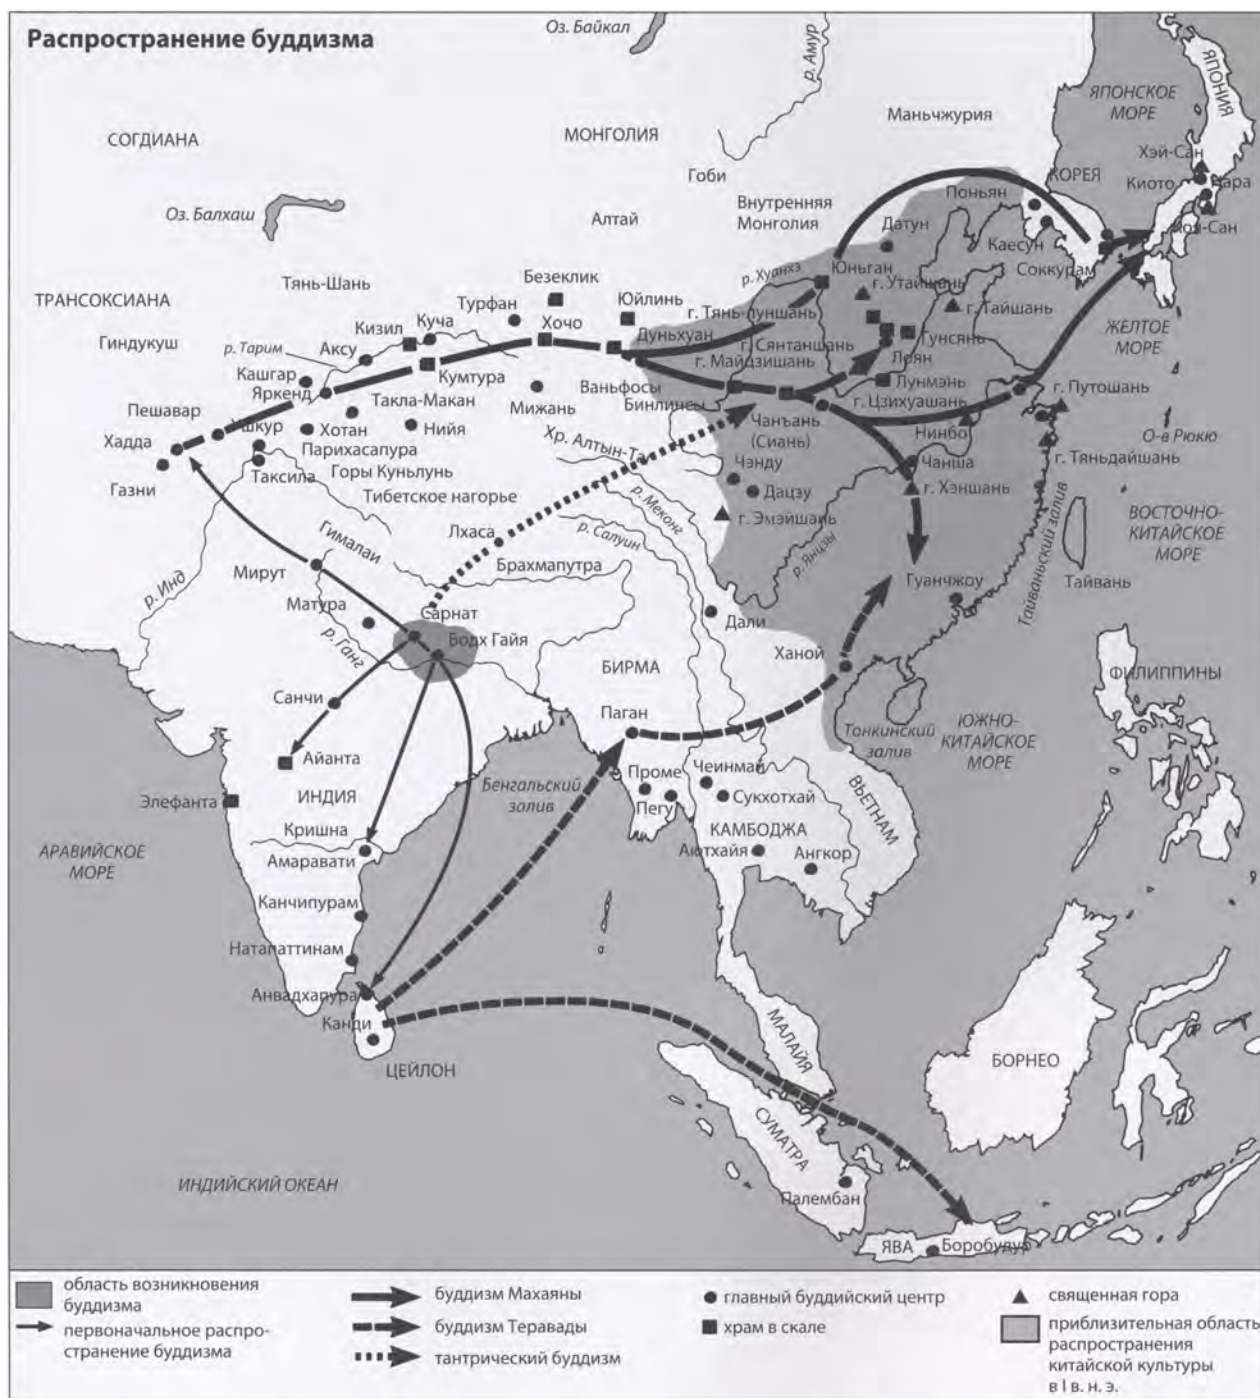 Распространение буддизма
Оз. Байкал
р. Амур
ЯПОНИЯ
ЯПОНСКОЕ
МОРЕ
Маньчжурия
СОГДИАНА
МОНГОЛИЯ
Гоби
Хэй-Сан
КОРЕЯ
Киото
Нара
Поньян
Оз. Балхаш
Алтай
Внутренняя
Монголия
Датун
Каесун
Коя-Сан
Соккурам
Тянь-Шань
Безеклик
р. Хуанхэ
Юньган
г. Утайшань
ТРАНСОКСИАНА
Турфан
Юйлинь
г. Тянь-луншань
г. Тайшань
Кизил
Куча
Хочо
Дуньхуан
г. Сянтаншань
Гунсянь
ЖЕЛТОЕ
МОРЕ
Гиндукуш
р. Тарим
Аксу
г. Майцзишань
Лоян
Кашгар
Кумтура
Ваньфосы
Лунмэнь
г. Путошань
Яркенд
Мижань
Бинлинсы
г. Цзихуашань
Пешавар
Такла-Макан
Чанъань
(Сиань)
Нинбо
О-в Рюкю
Хадда
шкур
Хотан
Нийя
Хр. Алтын-Та
Парихасапура
Чэнду
Чанша
г. Тяньдайшань
Газни
Таксила
Горы Куньлунь
Дацзу
г. Хэншань
Тибетское нагорье
р. Меконг
г. Эмэйшань
ВОСТОЧНО-
КИТАЙСКОЕ
МОРЕ
Гималаи
Лхаса
р. Салуин
р. Янцзы
Тайваньский залив
р. Инд
Мирут
Брахмапутра
Гуанчжоу
Тайвань
Матура
Сарнат
Дали
р. Ганг
Бодх Гайя
Ханой
БИРМА
ФИЛИППИНЫ
Санчи
Паган
Тонкинский
залив
ЮЖНО-
КИТАЙСКОЕ
МОРЕ
Айанта
Бенгальский
залив
Проме
Чеинмай
ВЬЕТНАМ
Элефанта
ИНДИЯ
Пегу
Сукхотхай
Кришна
КАМБОДЖА
АРАВИЙСКОЕ
МОРЕ
Амаравати
Аютхайя
Ангкор
Канчипурам
Натапаттинам
Анвадхапура
Канди
МАЛАЙЯ
ЦЕЙЛОН
БОРНЕО
СУМАТРА
ИНДИЙСКИЙ ОКЕАН
Палембан
ЯВА
Боробудур
область возникновения
буддизма
первоначальное распро-
странение буддизма
буддизм Махаяны
буддизм Теравады
тантрический буддизм
главный буддийский центр
храм в скале
священная гора
приблизительная область
распространения
китайской культуры
в I в. н. э.